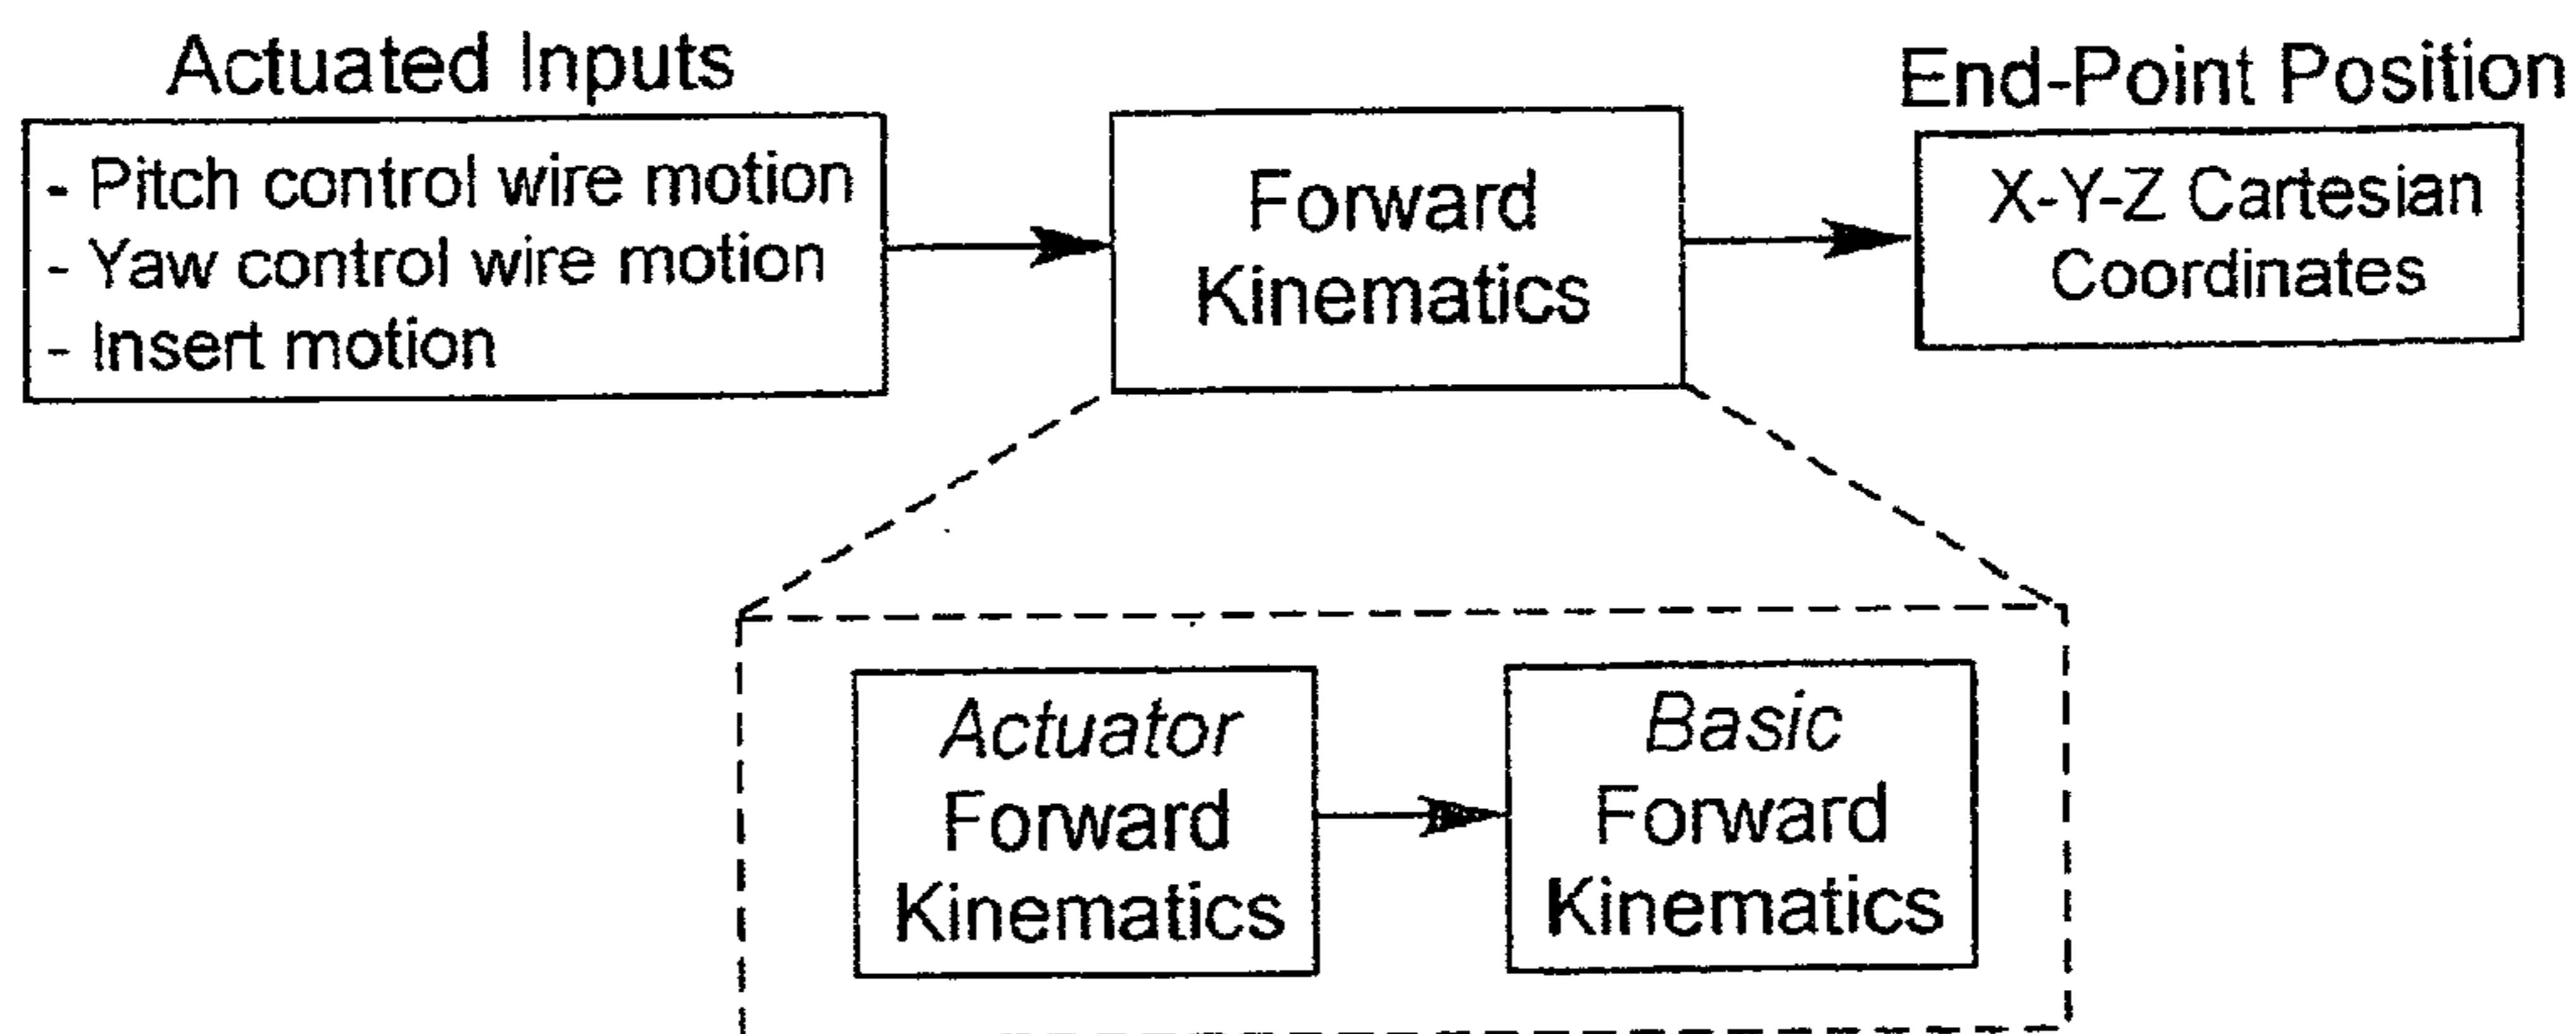 Actuated Inputs
- Pitch control wire motion
- Yaw control wire motion
- Insert motion
Forward
Kinematics
End-Point Position
X-Y-Z Cartesian
Coordinates
Actuator
Forward
Kinematics
Basic
Forward
Kinematics